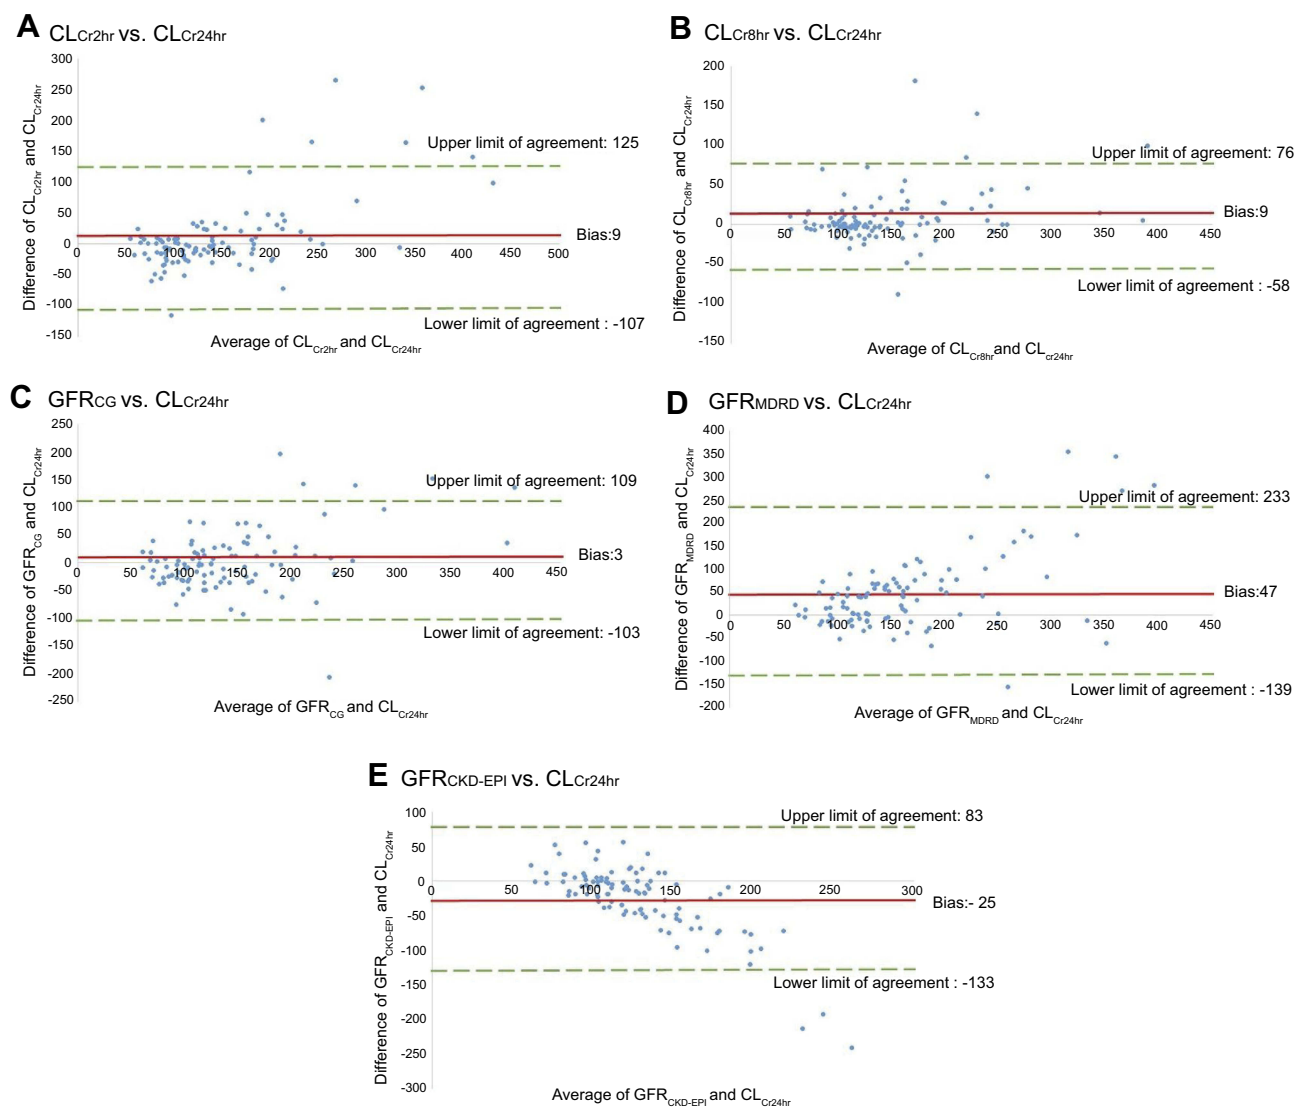 A CLCr2hr vs. CLCr24hr
Difference of CLCr2hr and CLCr24hr
300
250
200
150
100
50
0
-50
-100
-150
0 50 100 150 200 250 300 350 400 450 500
Upper limit of agreement: 125
Bias:9
Lower limit of agreement : -107
Average of CLCr2hr and CLCr24hr
B CLCr8hr vs. CLCr24hr
Difference of CLCr8hr and CLCr24hr
200
150
100
50
0
-50
-100
-150
0 50 100 150 200 250 300 350 400 450
Upper limit of agreement: 76
Bias:9
Lower limit of agreement : -58
Average of CLCr8hr and CLcr24hr
C GFRCG vs. CLCr24hr
Difference of GFRCG and CLCr24hr
250
200
150
100
50
0
-50
-100
-150
-200
-250
0 50 100 150 200 250 300 350 400 450
Upper limit of agreement: 109
Bias:3
Lower limit of agreement: -103
Average of GFRCG and CLCr24hr
D GFRMDRD vs. CLCr24hr
Difference of GFRMDRD and CLCr24hr
400
350
300
250
200
150
100
50
0
-50
-100
-150
-200
0 50 100 150 200 250 300 350 400 450
Upper limit of agreement: 233
Bias:47
Lower limit of agreement : -139
Average of GFRMDRD and CLCr24hr
E GFRCKD-EPI vs. CLCr24hr
Difference of GFRCKD-EPI and CLCr24hr
100
50
0
-50
-100
-150
-200
-250
-300
0 50 100 150 200 250 300
Upper limit of agreement: 83
Bias:- 25
Lower limit of agreement : -133
Average of GFRCKD-EPI and CLCr24hr